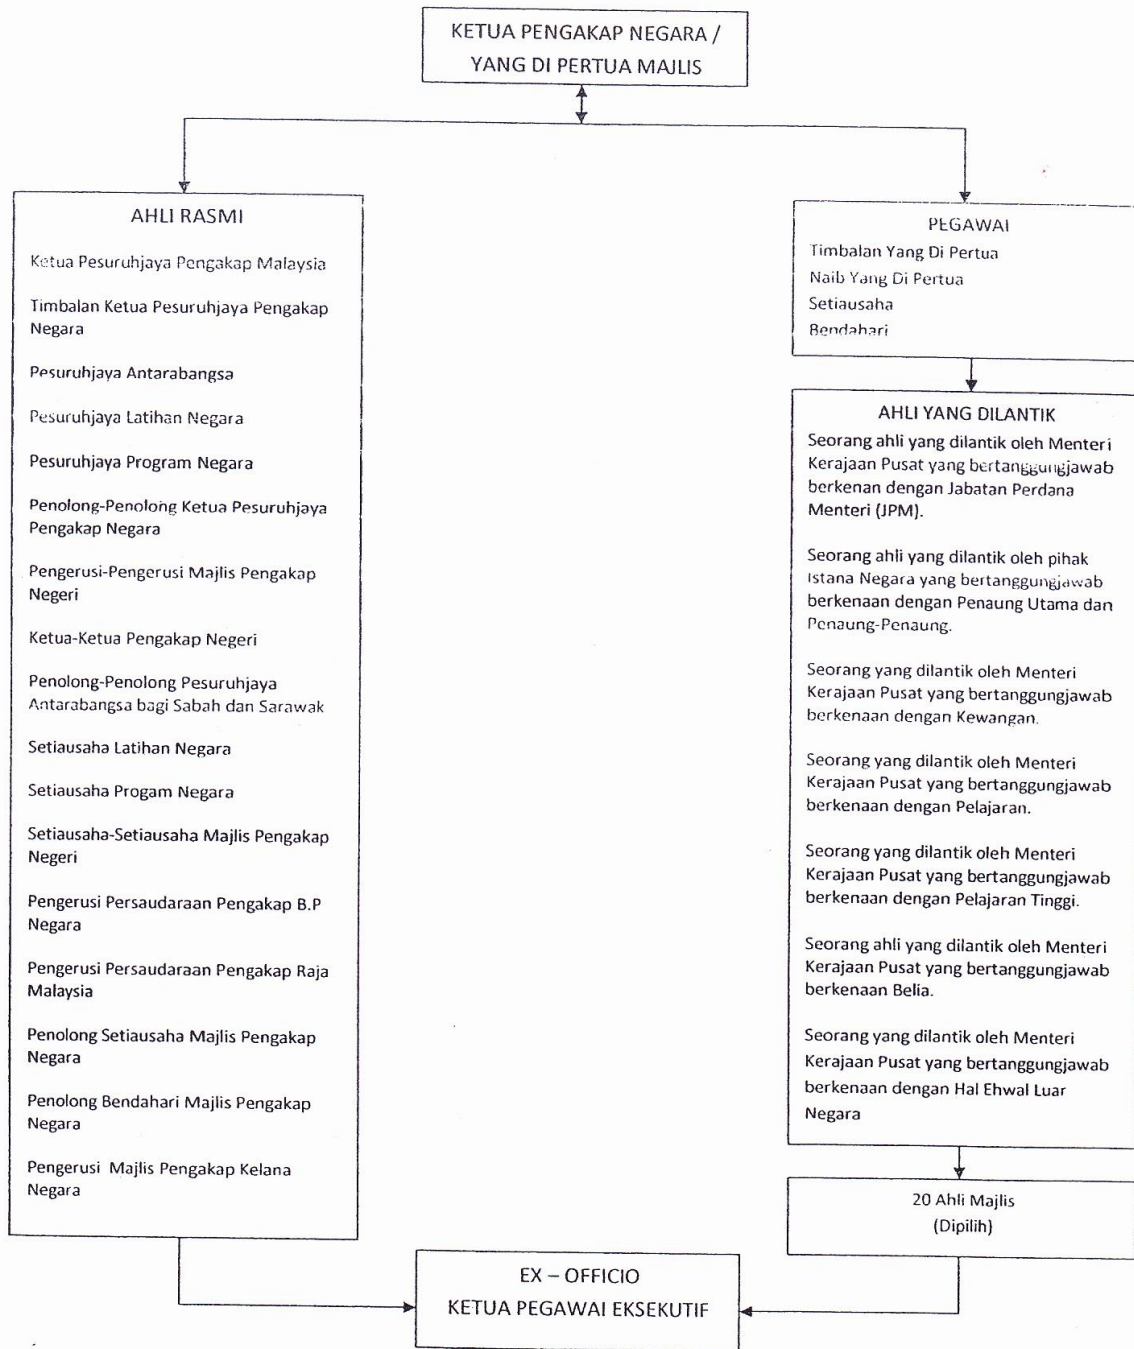 KETUA PENGAKAP NEGARA /
YANG DI PERTUA MAJLIS
AHLI RASMI
Ketua Pesuruhjaya Pengakap Malaysia
Timbalan Ketua Pesuruhjaya Pengakap
Negara
Pesuruhjaya Antarabangsa
Pesuruhjaya Latihan Negara
Pesuruhjaya Program Negara
Penolong-Penolong Ketua Pesuruhjaya
Pengakap Negara
Pengerusi-Pengerusi Majlis Pengakap
Negeri
Ketua-Ketua Pengakap Negeri
Penolong-Penolong Pesuruhjaya
Antarabangsa bagi Sabah dan Sarawak
Setiausaha Latihan Negara
Setiausaha Progam Negara
Setiausaha-Setiausaha Majlis Pengakap
Negeri
Pengerusi Persaudaraan Pengakap B.P
Negara
Pengerusi Persaudaraan Pengakap Raja
Malaysia
Penolong Setiausaha Majlis Pengakap
Negara
Penolong Bendahari Majlis Pengakap
Negara
Pengerusi Majlis Pengakap Kelana
Negara
PEGAWAI
Timbalan Yang Di Pertua
Naib Yang Di Pertua
Setiausaha
Bendahari
AHLI YANG DILANTIK
Seorang ahli yang dilantik oleh Menteri
Kerajaan Pusat yang bertanggungjawab
berkenan dengan Jabatan Perdana
Menteri (JPM).
Seorang ahli yang dilantik oleh pihak
Istana Negara yang bertanggungjawab
berkenaan dengan Penaung Utama dan
Penaung-Penaung.
Seorang yang dilantik oleh Menteri
Kerajaan Pusat yang bertanggungjawab
berkenaan dengan Kewangan.
Seorang yang dilantik oleh Menteri
Kerajaan Pusat yang bertanggungjawab
berkenaan dengan Pelajaran.
Seorang yang dilantik oleh Menteri
Kerajaan Pusat yang bertanggungjawab
berkenaan dengan Pelajaran Tinggi.
Seorang ahli yang dilantik oleh Menteri
Kerajaan Pusat yang bertanggungjawab
berkenaan Belia.
Seorang yang dilantik oleh Menteri
Kerajaan Pusat yang bertanggungjawab
berkenaan dengan Hal Ehwal Luar
Negara
20 Ahli Majlis
(Dipilih)
EX – OFFICIO
KETUA PEGAWAI EKSEKUTIF